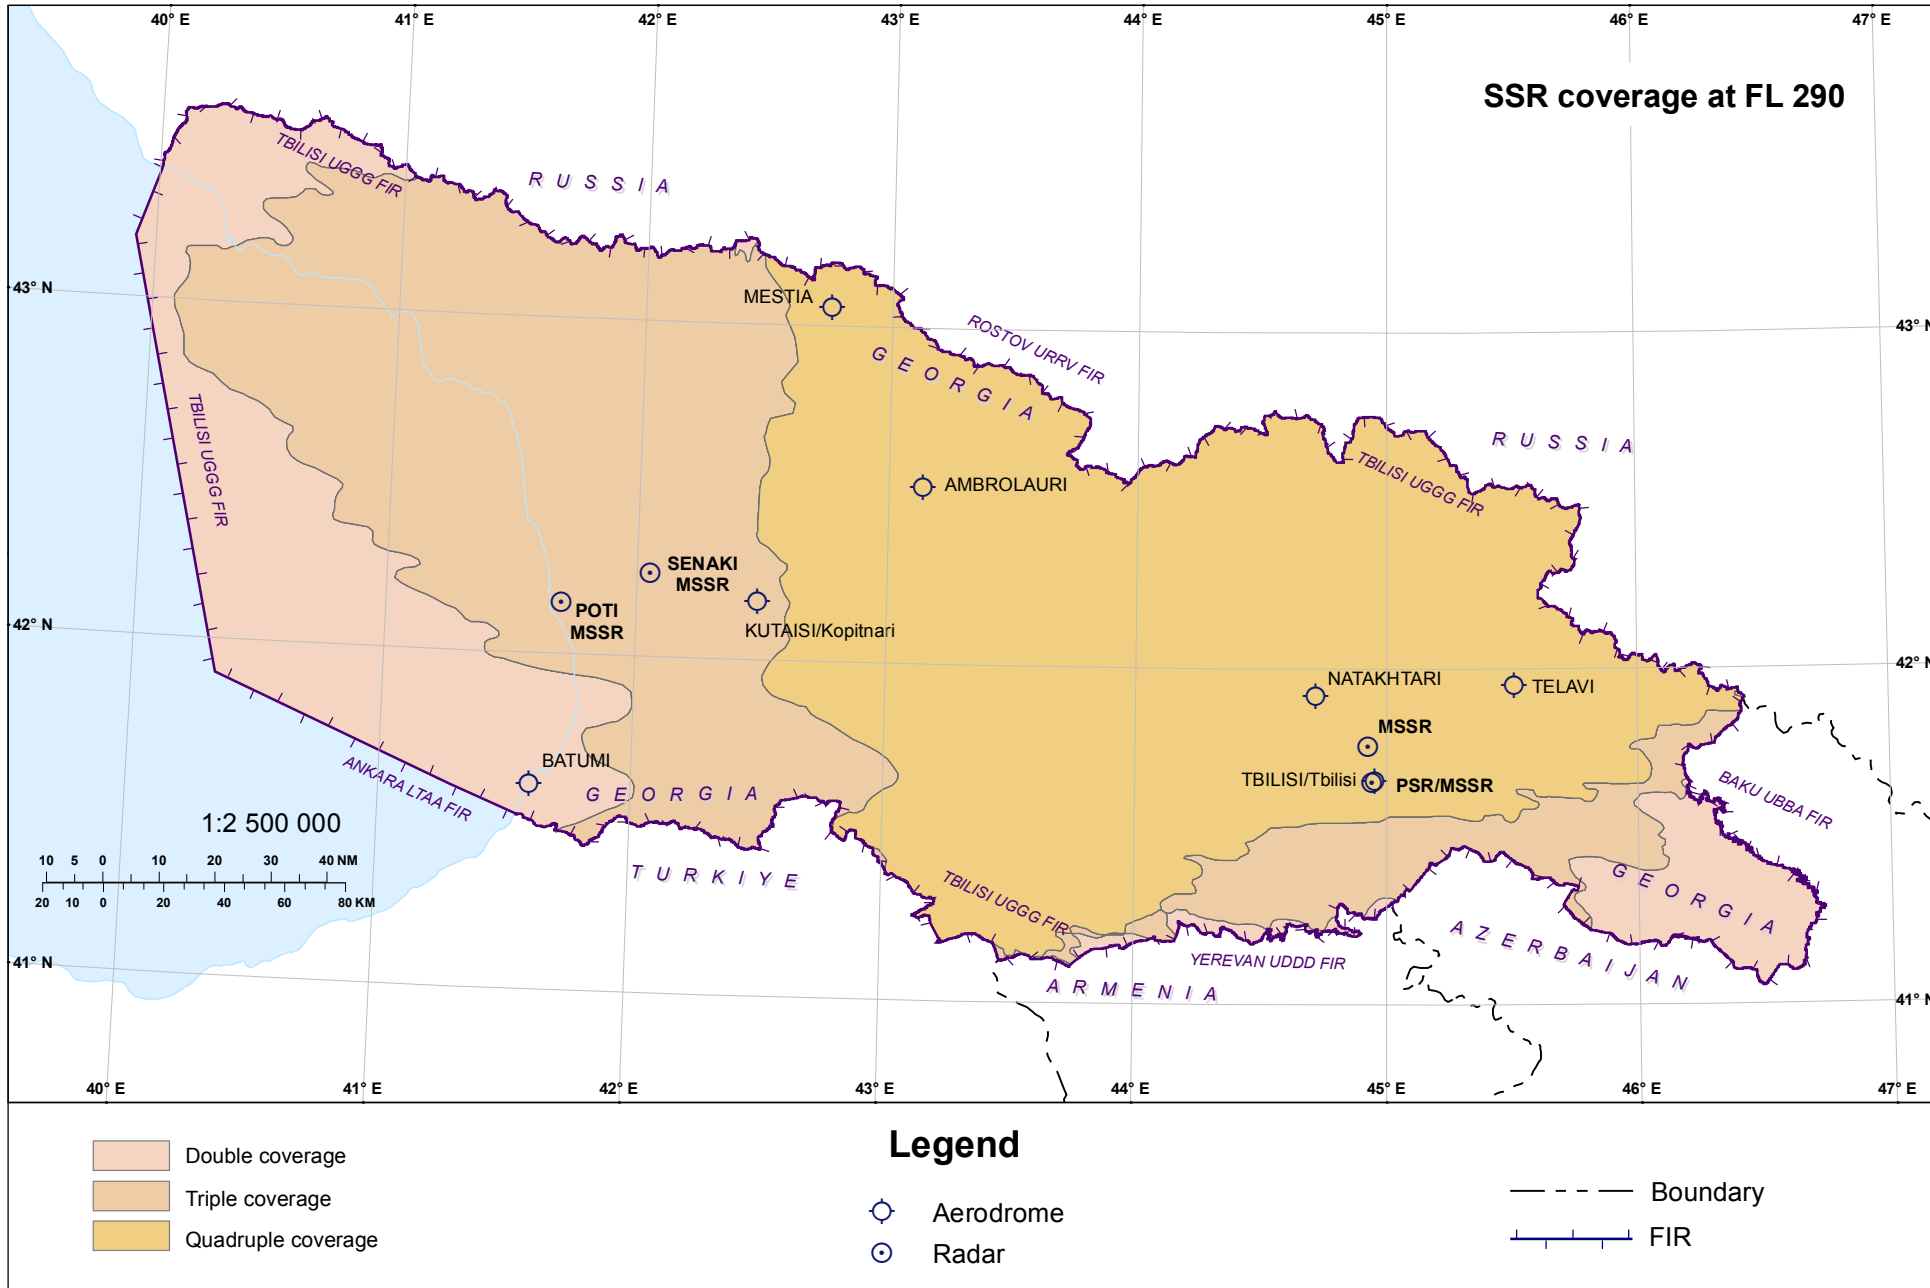 40° E 41° E 42° E 43° E 44° E 45° E 46° E 47° E
SSR coverage at FL 290
TBILISI UGGG FIR
RUSSIA
43° N
MESTIA
ROSTOV URRV FIR
43° N
GEORGIA
TBILISI UGGG FIR
RUSSIA
TBILISI UGGG FIR
AMBROLAURI
SENAKI
MSSR
POTI
MSSR
KUTAISI/Kopitnari
42° N
42° N
NATAKHTARI
TELAVI
MSSR
BATUMI
TBILISI/Tbilisi
PSR/MSSR
ANKARA LTAA FIR
GEORGIA
BAKU UBBA FIR
1:2 500 000
10 5 0 10 20 30 40 NM
20 10 0 20 40 60 80 KM
TURKIYE
TBILISI UGGG FIR
GEORGIA
AZERBAIJAN
YEREVAN UDDD FIR
ARMENIA
41° N
41° N
40° E 41° E 42° E 43° E 44° E 45° E 46° E 47° E
Legend
Double coverage
Triple coverage
Quadruple coverage
Aerodrome
Radar
Boundary
FIR